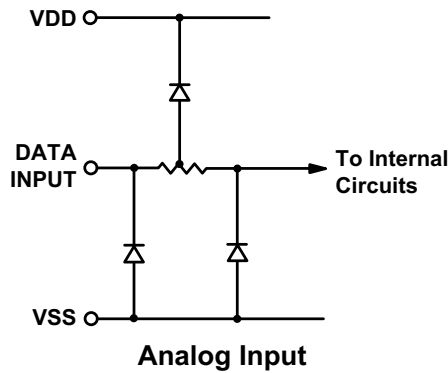 VDD
DATA
INPUT
To Internal
Circuits
VSS
Analog Input